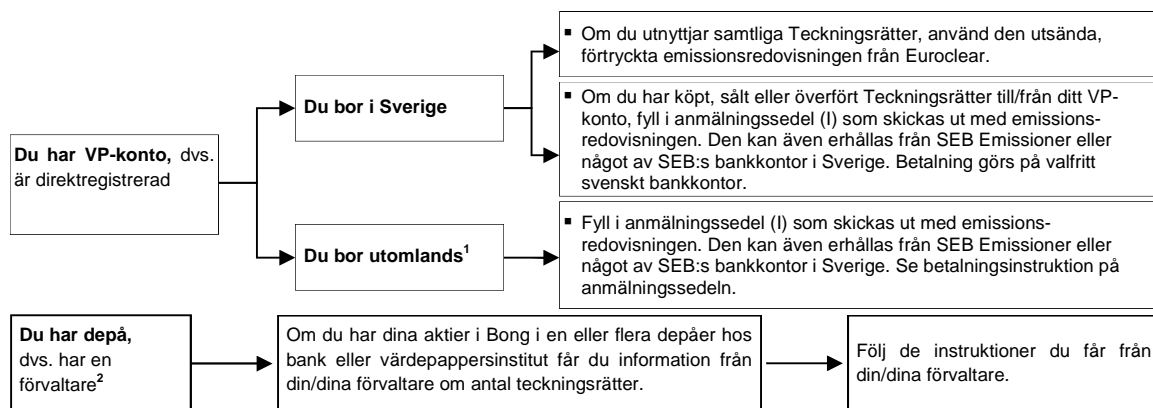 ▪ Om du utnyttjar samtliga Teckningsrätter, använd den utsända,
förtryckta emissionsredovisningen från Euroclear.
Du bor i Sverige
▪ Om du har köpt, sålt eller överfört Teckningsrätter till/från ditt VP-
konto, fyll i anmälningssedel (I) som skickas ut med emissions-
redovisningen. Den kan även erhållas från SEB Emissioner eller
något av SEB:s bankkontor i Sverige. Betalning görs på valfritt
svenskt bankkontor.
Du har VP-konto, dvs.
är direktregistrerad
Du bor utomlands¹
▪ Fyll i anmälningssedel (I) som skickas ut med emissions-
redovisningen. Den kan även erhållas från SEB Emissioner eller
något av SEB:s bankkontor i Sverige. Se betalningsinstruktion på
anmälningssedeln.
Du har depå,
dvs. har en
förvaltare²
Om du har dina aktier i Bong i en eller flera depåer hos
bank eller värdepappersinstitut får du information från
din/dina förvaltare om antal teckningsrätter.
Följ de instruktioner du får från
din/dina förvaltare.